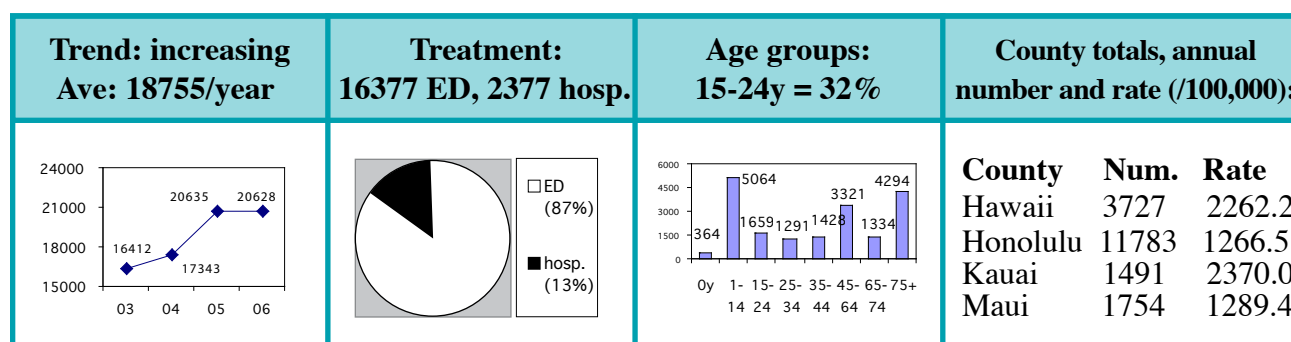 Trend: increasing
Ave: 18755/year
Treatment:
16377 ED, 2377 hosp.
Age groups:
15-24y = 32%
County totals, annual
number and rate (/100,000):
24000
21000
18000
15000
16412
17343
20635
20628
03 04 05 06
ED
(87%)
hosp.
(13%)
6000
4500
3000
1500
0
364
5064
1659
1291
1428
3321
1334
4294
0y 1- 15- 25- 35- 45- 65- 75+
14 24 34 44 64 74
County Num. Rate
Hawaii 3727 2262.2
Honolulu 11783 1266.5
Kauai 1491 2370.0
Maui 1754 1289.4